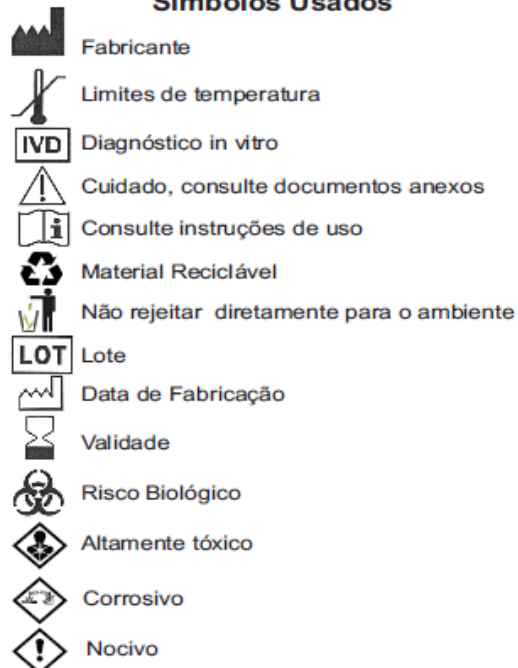 Símbolos Usados
Fabricante
Limites de temperatura
IVD Diagnóstico in vitro
Cuidado, consulte documentos anexos
i Consulte instruções de uso
Material Reciclável
Não rejeitar diretamente para o ambiente
LOT Lote
Data de Fabricação
Validade
Risco Biológico
Altamente tóxico
Corrosivo
Nocivo